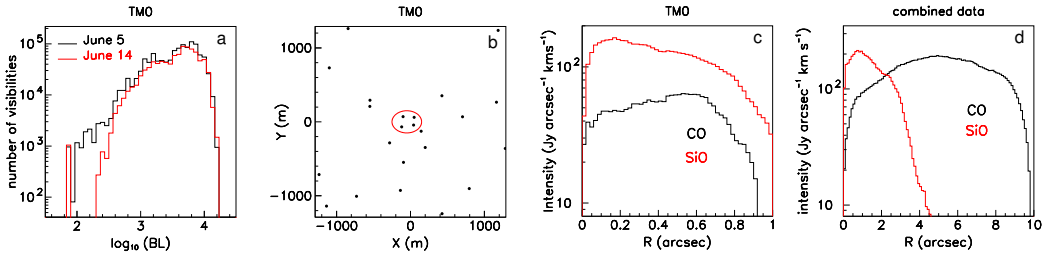 TMO
number of visibilities
10⁵
10⁴
10³
10²
June 5
June 14
a
2
3
4
log₁₀ (BL)
TMO
Y (m)
1000
0
−1000
b
−1000
0
1000
X (m)
TMO
Intensity (Jy arcsec⁻¹ kms⁻¹)
10²
10
c
CO
SiO
0
0.2
0.4
0.6
0.8
1
R (arcsec)
combined data
intensity (Jy arcsec⁻¹ km s⁻¹)
10²
10
d
CO
SiO
0
2
4
6
8
10
R (arcsec)